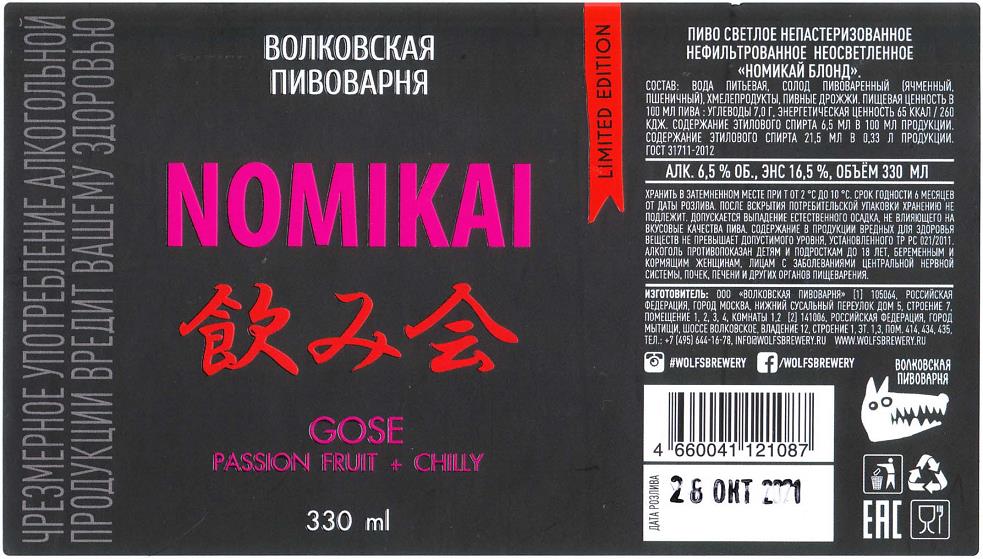 ЧРЕЗМЕРНОЕ УПОТРЕБЛЕНИЕ АЛКОГОЛЬНОЙ
ПРОДУКЦИИ ВРЕДИТ ВАШЕМУ ЗДОРОВЬЮ
ВОЛКОВСКАЯ
ПИВОВАРНЯ
NOMIKAI
飲み会
GOSE
PASSION FRUIT + CHILLY
330 ml
LIMITED EDITION
ПИВО СВЕТЛОЕ НЕПАСТЕРИЗОВАННОЕ
НЕФИЛЬТРОВАННОЕ НЕОСВЕТЛЕННОЕ
«НОМИКАЙ БЛОНД».
СОСТАВ: ВОДА ПИТЬЕВАЯ, СОЛОД ПИВОВАРЕННЫЙ (ЯЧМЕННЫЙ,
ПШЕНИЧНЫЙ), ХМЕЛЕПРОДУКТЫ, ПИВНЫЕ ДРОЖЖИ. ПИЩЕВАЯ ЦЕННОСТЬ В
100 МЛ ПИВА : УГЛЕВОДЫ 7,0 Г, ЭНЕРГЕТИЧЕСКАЯ ЦЕННОСТЬ 65 ККАЛ / 260
КДЖ. СОДЕРЖАНИЕ ЭТИЛОВОГО СПИРТА 6,5 МЛ В 100 МЛ ПРОДУКЦИИ.
СОДЕРЖАНИЕ ЭТИЛОВОГО СПИРТА 21,5 МЛ В 0,33 Л ПРОДУКЦИИ.
ГОСТ 31711-2012
АЛК. 6,5 % ОБ., ЭНС 16,5 %, ОБЪЁМ 330 МЛ
ХРАНИТЬ В ЗАТЕМНЕННОМ МЕСТЕ ПРИ Т ОТ 2 °С ДО 10 °С. СРОК ГОДНОСТИ 6 МЕСЯЦЕВ
ОТ ДАТЫ РОЗЛИВА. ПОСЛЕ ВСКРЫТИЯ ПОТРЕБИТЕЛЬСКОЙ УПАКОВКИ ХРАНЕНИЮ НЕ
ПОДЛЕЖИТ. ДОПУСКАЕТСЯ ВЫПАДЕНИЕ ЕСТЕСТВЕННОГО ОСАДКА, НЕ ВЛИЯЮЩЕГО НА
ВКУСОВЫЕ КАЧЕСТВА ПИВА. СОДЕРЖАНИЕ В ПРОДУКЦИИ ВРЕДНЫХ ДЛЯ ЗДОРОВЬЯ
ВЕЩЕСТВ НЕ ПРЕВЫШАЕТ ДОПУСТИМОГО УРОВНЯ, УСТАНОВЛЕННОГО ТР РС 021/2011.
АЛКОГОЛЬ ПРОТИВОПОКАЗАН ДЕТЯМ И ПОДРОСТКАМ ДО 18 ЛЕТ, БЕРЕМЕННЫМ И
КОРМЯЩИМ ЖЕНЩИНАМ, ЛИЦАМ С ЗАБОЛЕВАНИЯМИ ЦЕНТРАЛЬНОЙ НЕРВНОЙ
СИСТЕМЫ, ПОЧЕК, ПЕЧЕНИ И ДРУГИХ ОРГАНОВ ПИЩЕВАРЕНИЯ.
ИЗГОТОВИТЕЛЬ: ООО «ВОЛКОВСКАЯ ПИВОВАРНЯ» [1] 105064, РОССИЙСКАЯ
ФЕДЕРАЦИЯ, ГОРОД МОСКВА, НИЖНИЙ СУСАЛЬНЫЙ ПЕРЕУЛОК ДОМ 5, СТРОЕНИЕ 7,
ПОМЕЩЕНИЕ 1, 2, 3, 4, КОМНАТЫ 1,2 [2] 141006, РОССИЙСКАЯ ФЕДЕРАЦИЯ, ГОРОД
МЫТИЩИ, ШОССЕ ВОЛКОВСКОЕ, ВЛАДЕНИЕ 12, СТРОЕНИЕ 1, ЭТ. 1,3, ПОМ. 414, 434, 435,
ТЕЛ.: +7 (495) 644-16-78, INFO@WOLFSBREWERY.RU WWW.WOLFSBREWERY.RU
#WOLFSBREWERY f /WOLFSBREWERY
ВОЛКОВСКАЯ
ПИВОВАРНЯ
4 660041 121087
ДАТА РОЗЛИВА
28 ОКТ 2021
EAC